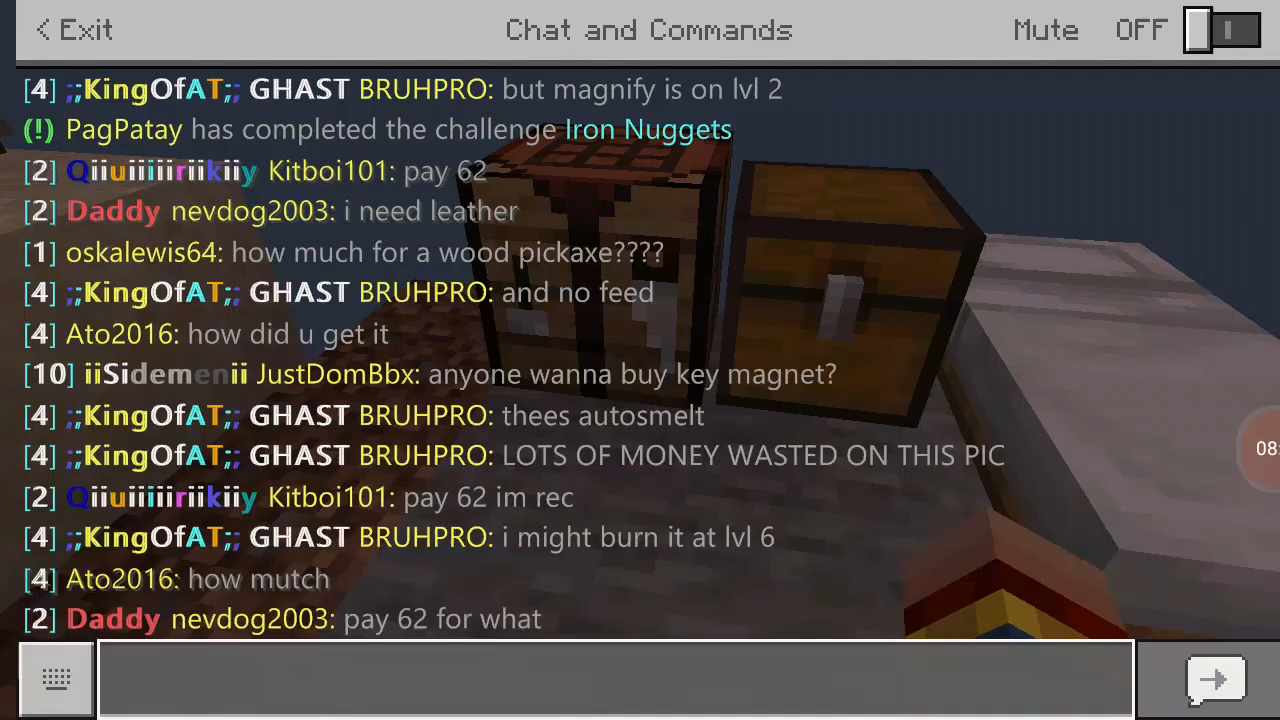 < Exit
Chat and Commands
Mute OFF
[4] ;;KingOfAT;; GHAST BRUHPRO: but magnify is on lvl 2
(!) PagPatay has completed the challenge Iron Nuggets
[2] Qiiuiiiiiriikiiy Kitboi101: pay 62
[2] Daddy nevdog2003: i need leather
[1] oskalewis64: how much for a wood pickaxe????
[4] ;;KingOfAT;; GHAST BRUHPRO: and no feed
[4] Ato2016: how did u get it
[10] iiSidemenii JustDomBbx: anyone wanna buy key magnet?
[4] ;;KingOfAT;; GHAST BRUHPRO: thees autosmelt
[4] ;;KingOfAT;; GHAST BRUHPRO: LOTS OF MONEY WASTED ON THIS PIC
[2] Qiiuiiiiiriikiiy Kitboi101: pay 62 im rec
[4] ;;KingOfAT;; GHAST BRUHPRO: i might burn it at lvl 6
[4] Ato2016: how mutch
[2] Daddy nevdog2003: pay 62 for what
08: